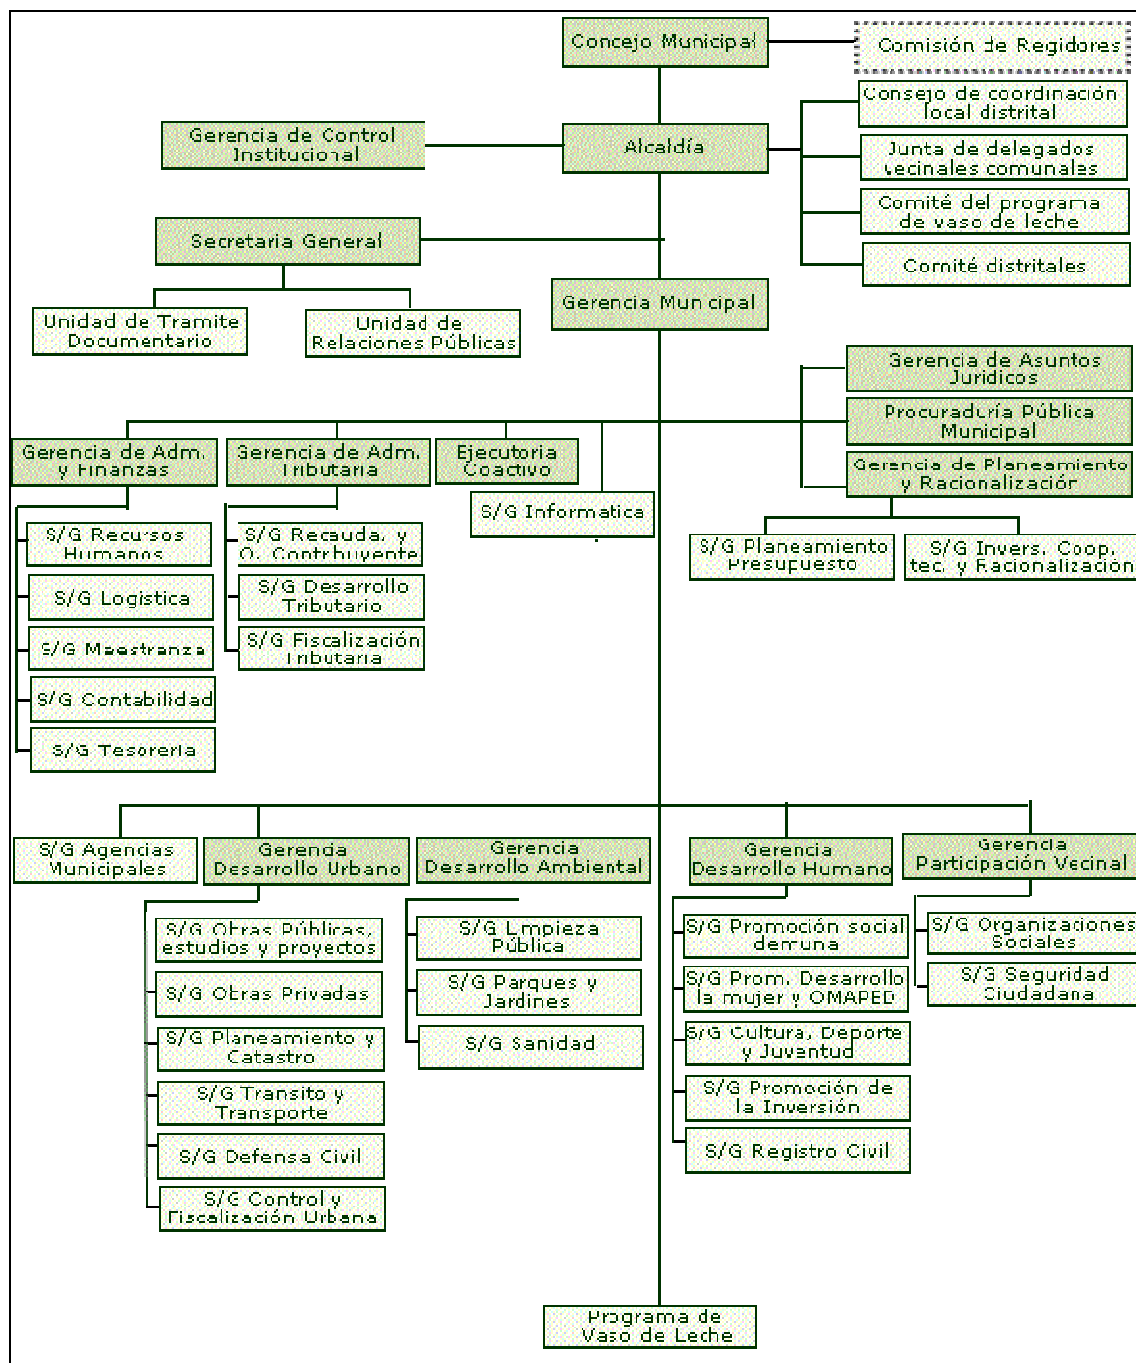 Concejo Municipal
Comisión de Regidores
Consejo de coordinación
local distrital
Gerencia de Control
Institucional
Alcaldía
Junta de delegados
vecinales comunales
Comité del programa
de vaso de leche
Secretaria General
Comité distritales
Gerencia Municipal
Unidad de Tramite
Documentario
Unidad de
Relaciones Públicas
Gerencia de Asuntos
Juridicos
Procuraduría Pública
Municipal
Gerencia de Adm.
y Finanzas
Gerencia de Adm.
Tributaria
Ejecutoria
Coactivo
Gerencia de Planeamiento
y Racionalización
S/G Informatica
S/G Recursos
Humanos
S/G Recauda. y
O. Contribuyente
S/G Planeamiento
Presupuesto
S/G Invers. Coop.
tec. y Racionalización
S/G Logística
S/G Desarrollo
Tributario
S/G Maestranza
S/G Fiscalización
Tributaria
S/G Contabilidad
S/G Tesorería
S/G Agencias
Municipales
Gerencia
Desarrollo Urbano
Gerencia
Desarrollo Ambiental
Gerencia
Desarrollo Humano
Gerencia
Participación Vecinal
S/G Obras Públicas,
estudios y proyectos
S/G Limpieza
Pública
S/G Promoción social
demuna
S/G Organizaciones
Sociales
S/G Obras Privadas
S/G Parques y
Jardines
S/G Prom. Desarrollo
la mujer y OMAPED
S/G Seguridad
Ciudadana
S/G Planeamiento y
Catastro
S/G Sanidad
S/G Cultura, Deporte
y Juventud
S/G Transito y
Transporte
S/G Promoción de
la Inversión
S/G Defensa Civil
S/G Registro Civil
S/G Control y
Fiscalización Urbana
Programa de
Vaso de Leche